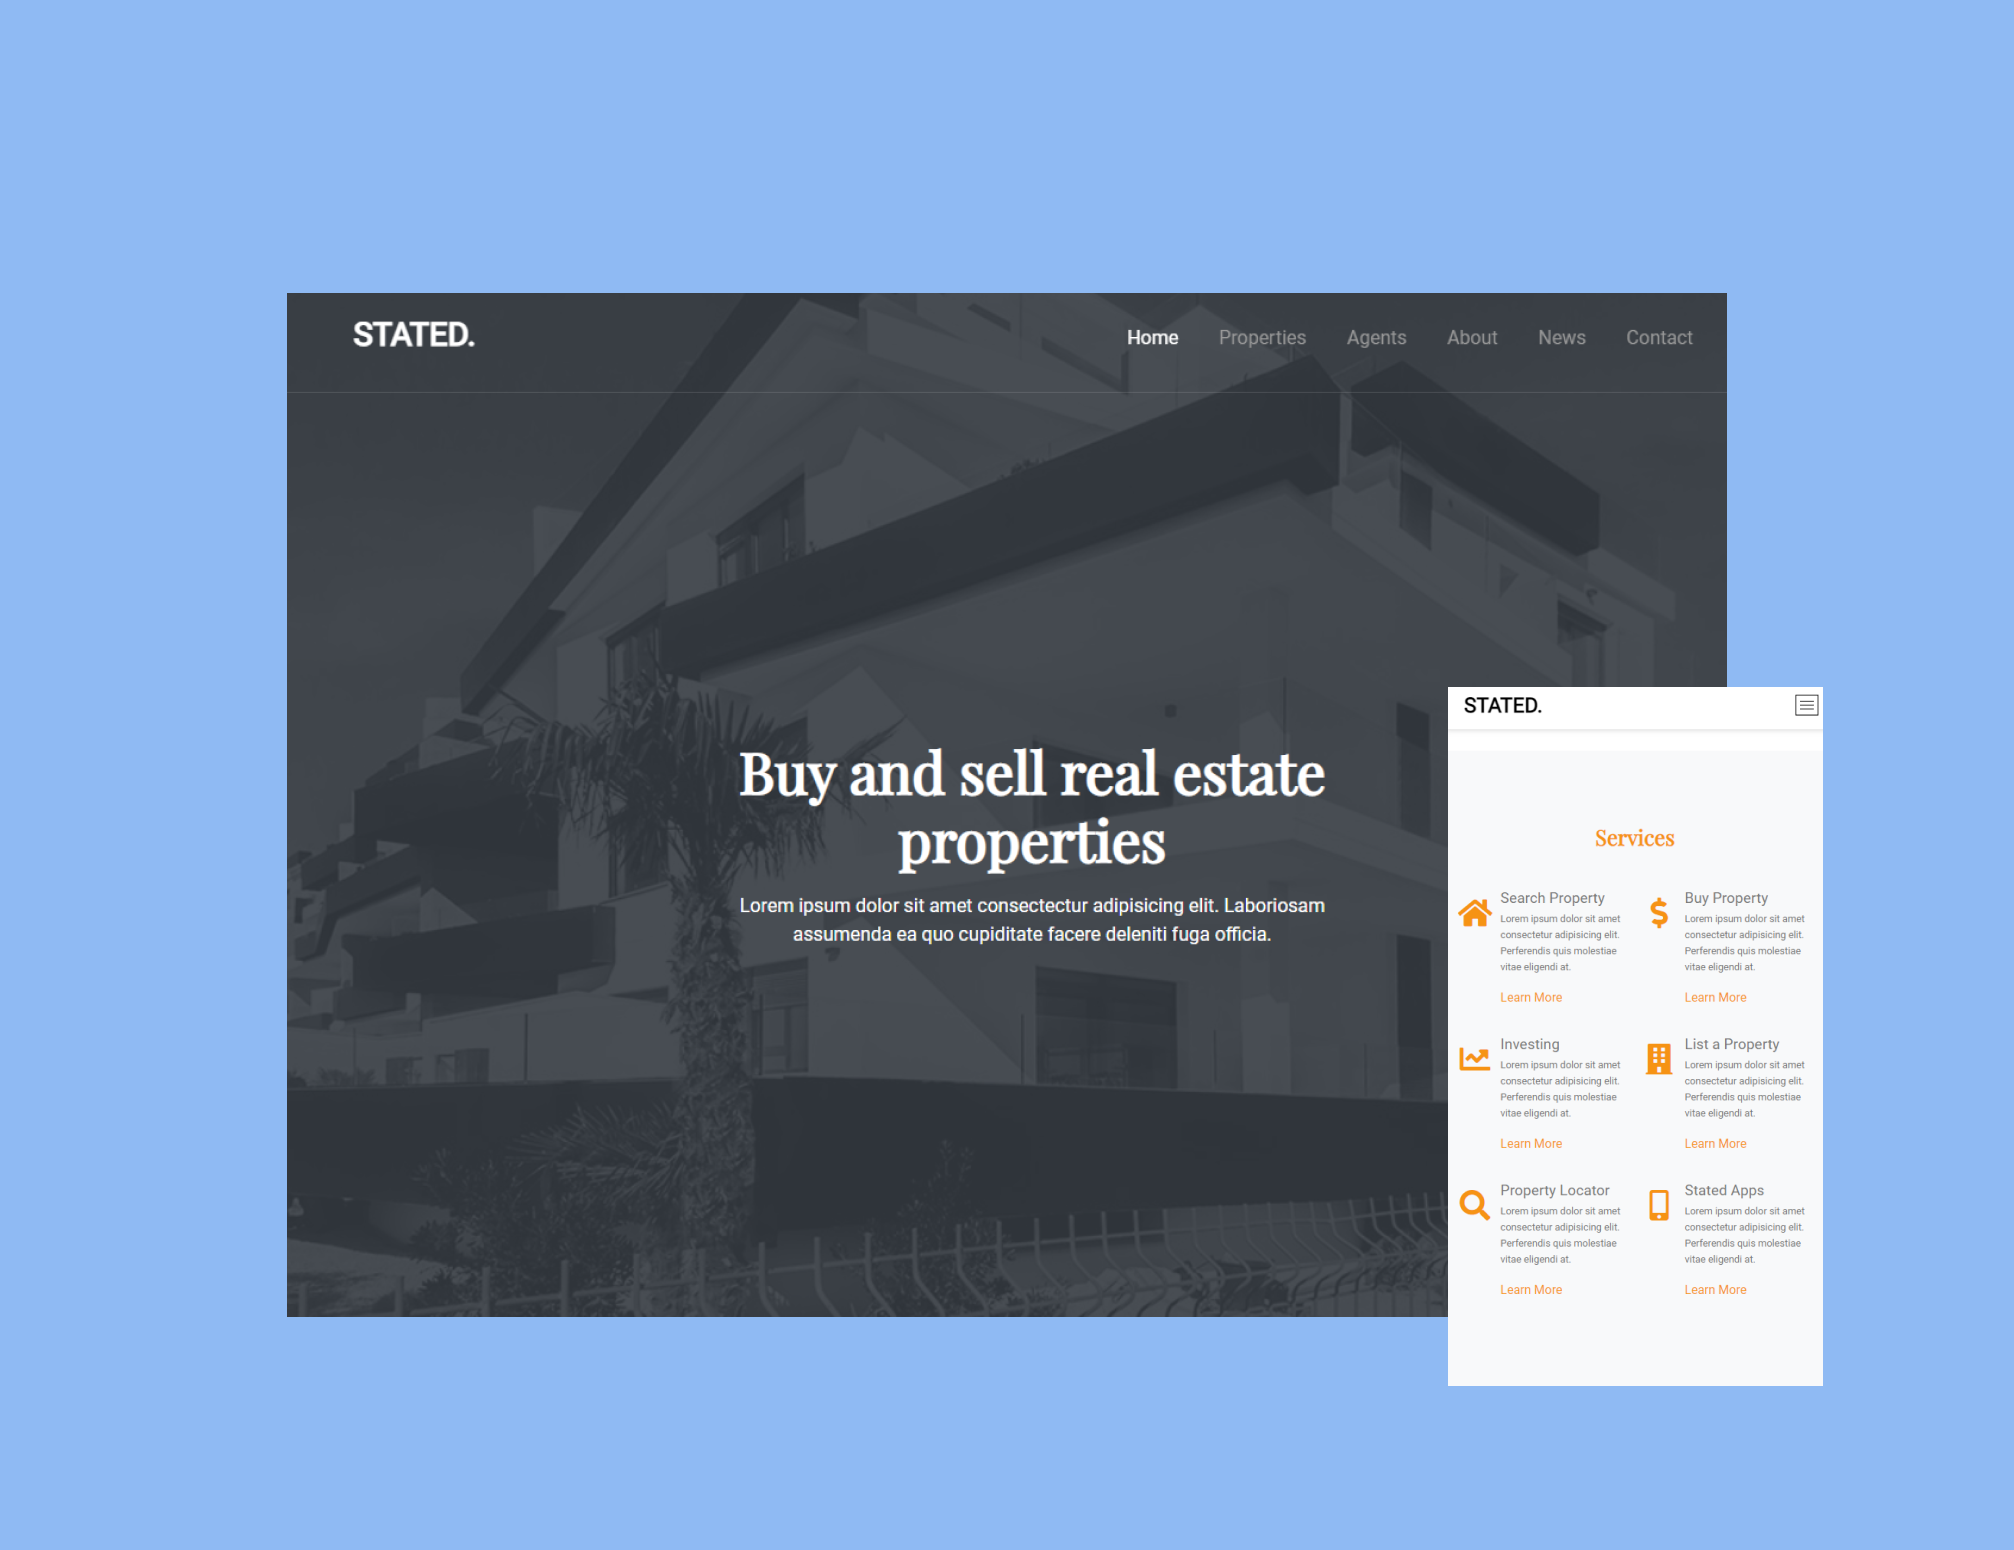 STATED.
Home Properties Agents About News Contact
Buy and sell real estate
properties
Lorem ipsum dolor sit amet consectectur adipisicing elit. Laboriosam
assumenda ea quo cupiditate facere deleniti fuga officia.
STATED.
Services
Search Property
Lorem ipsum dolor sit amet
consectetur adipisicing elit.
Perferendis quis molestiae
vitae eligendi at.
Learn More
Buy Property
Lorem ipsum dolor sit amet
consectetur adipisicing elit.
Perferendis quis molestiae
vitae eligendi at.
Learn More
Investing
Lorem ipsum dolor sit amet
consectetur adipisicing elit.
Perferendis quis molestiae
vitae eligendi at.
Learn More
List a Property
Lorem ipsum dolor sit amet
consectetur adipisicing elit.
Perferendis quis molestiae
vitae eligendi at.
Learn More
Property Locator
Lorem ipsum dolor sit amet
consectetur adipisicing elit.
Perferendis quis molestiae
vitae eligendi at.
Learn More
Stated Apps
Lorem ipsum dolor sit amet
consectetur adipisicing elit.
Perferendis quis molestiae
vitae eligendi at.
Learn More